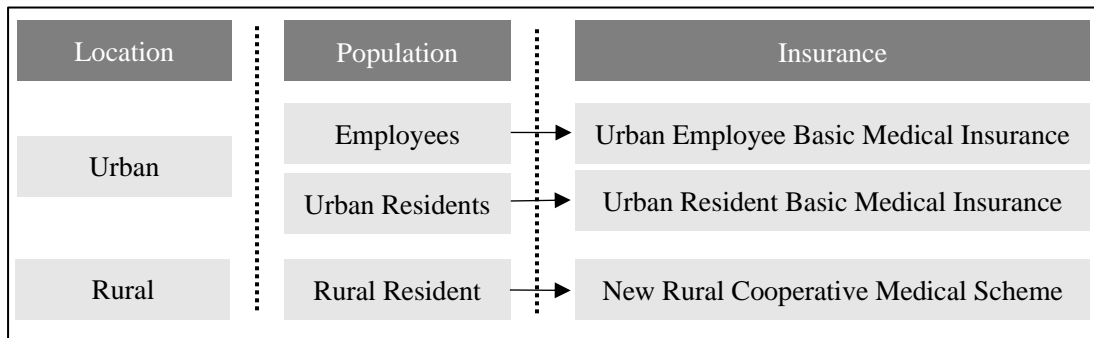 Location
Population
Insurance
Urban
Employees
Urban Employee Basic Medical Insurance
Urban Residents
Urban Resident Basic Medical Insurance
Rural
Rural Resident
New Rural Cooperative Medical Scheme